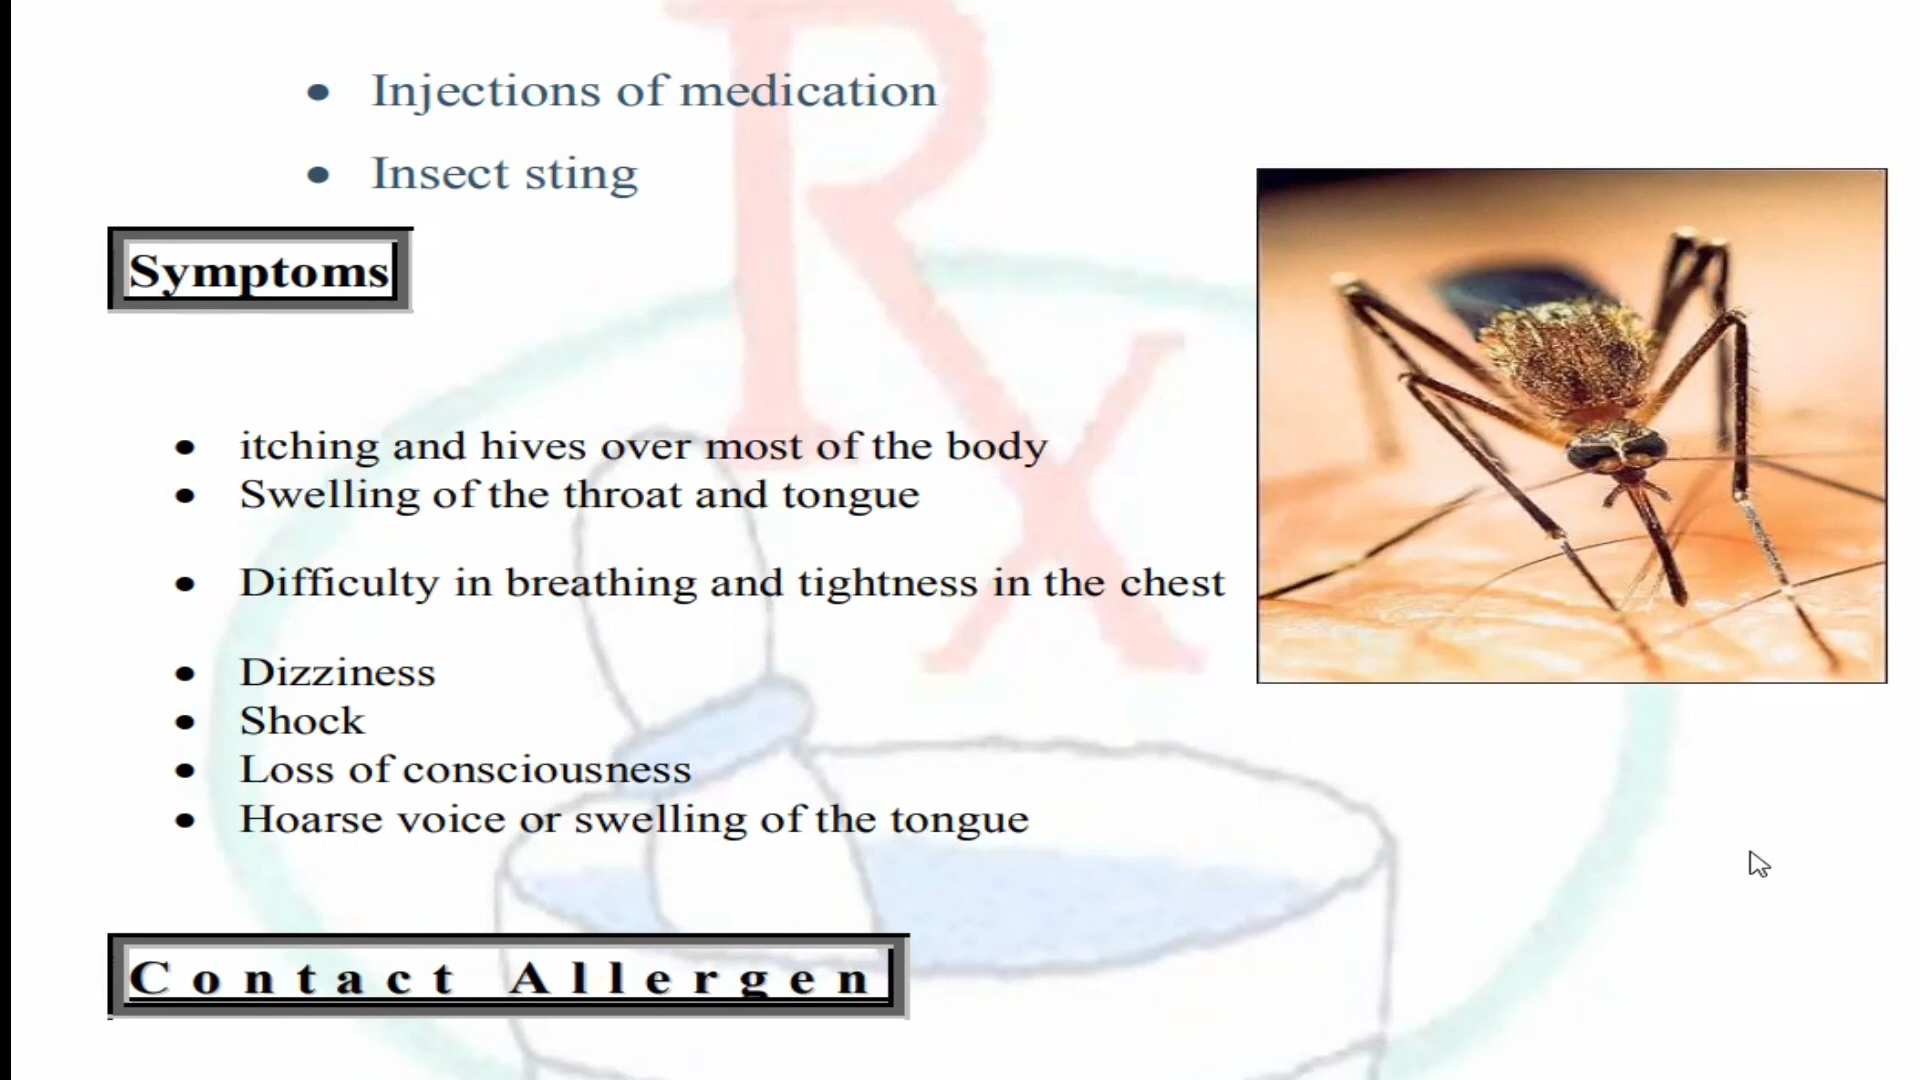 • Injections of medication
• Insect sting
Symptoms
• itching and hives over most of the body
• Swelling of the throat and tongue
• Difficulty in breathing and tightness in the chest
• Dizziness
• Shock
• Loss of consciousness
• Hoarse voice or swelling of the tongue
Contact Allergen
Rx